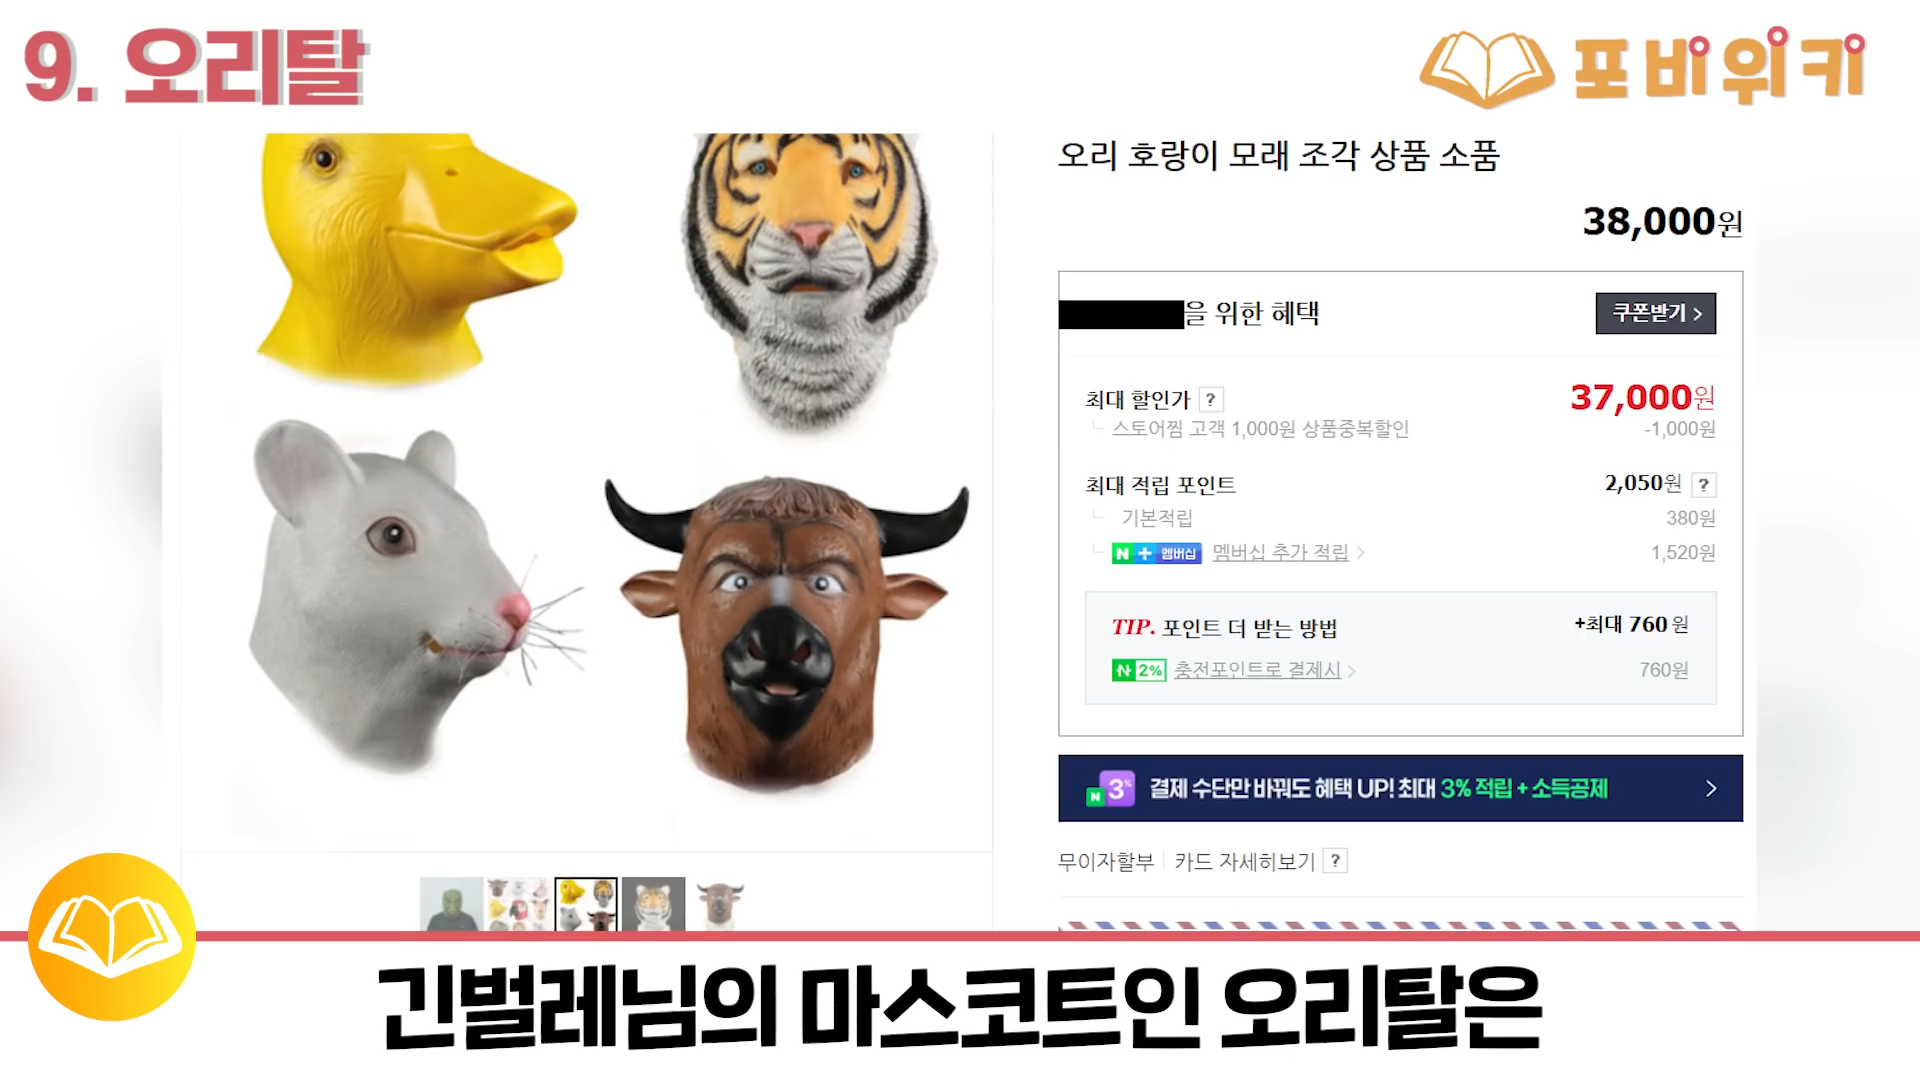 9. 오리탈
포비위키
오리 호랑이 모래 조각 상품 소품
38,000원
을 위한 혜택
쿠폰받기 >
최대 할인가 ?
37,000원
스토어찜 고객 1,000원 상품중복할인
-1,000원
최대 적립 포인트
2,050원 ?
기본적립
380원
N + 멤버십 멤버십 추가 적립 >
1,520원
TIP. 포인트 더 받는 방법
+최대 760원
N 2% 충전포인트로 결제시 >
760원
N 3% 결제 수단만 바꿔도 혜택 UP! 최대 3% 적립 + 소득공제 >
무이자할부 카드 자세히보기 ?
긴벌레님의 마스코트인 오리탈은